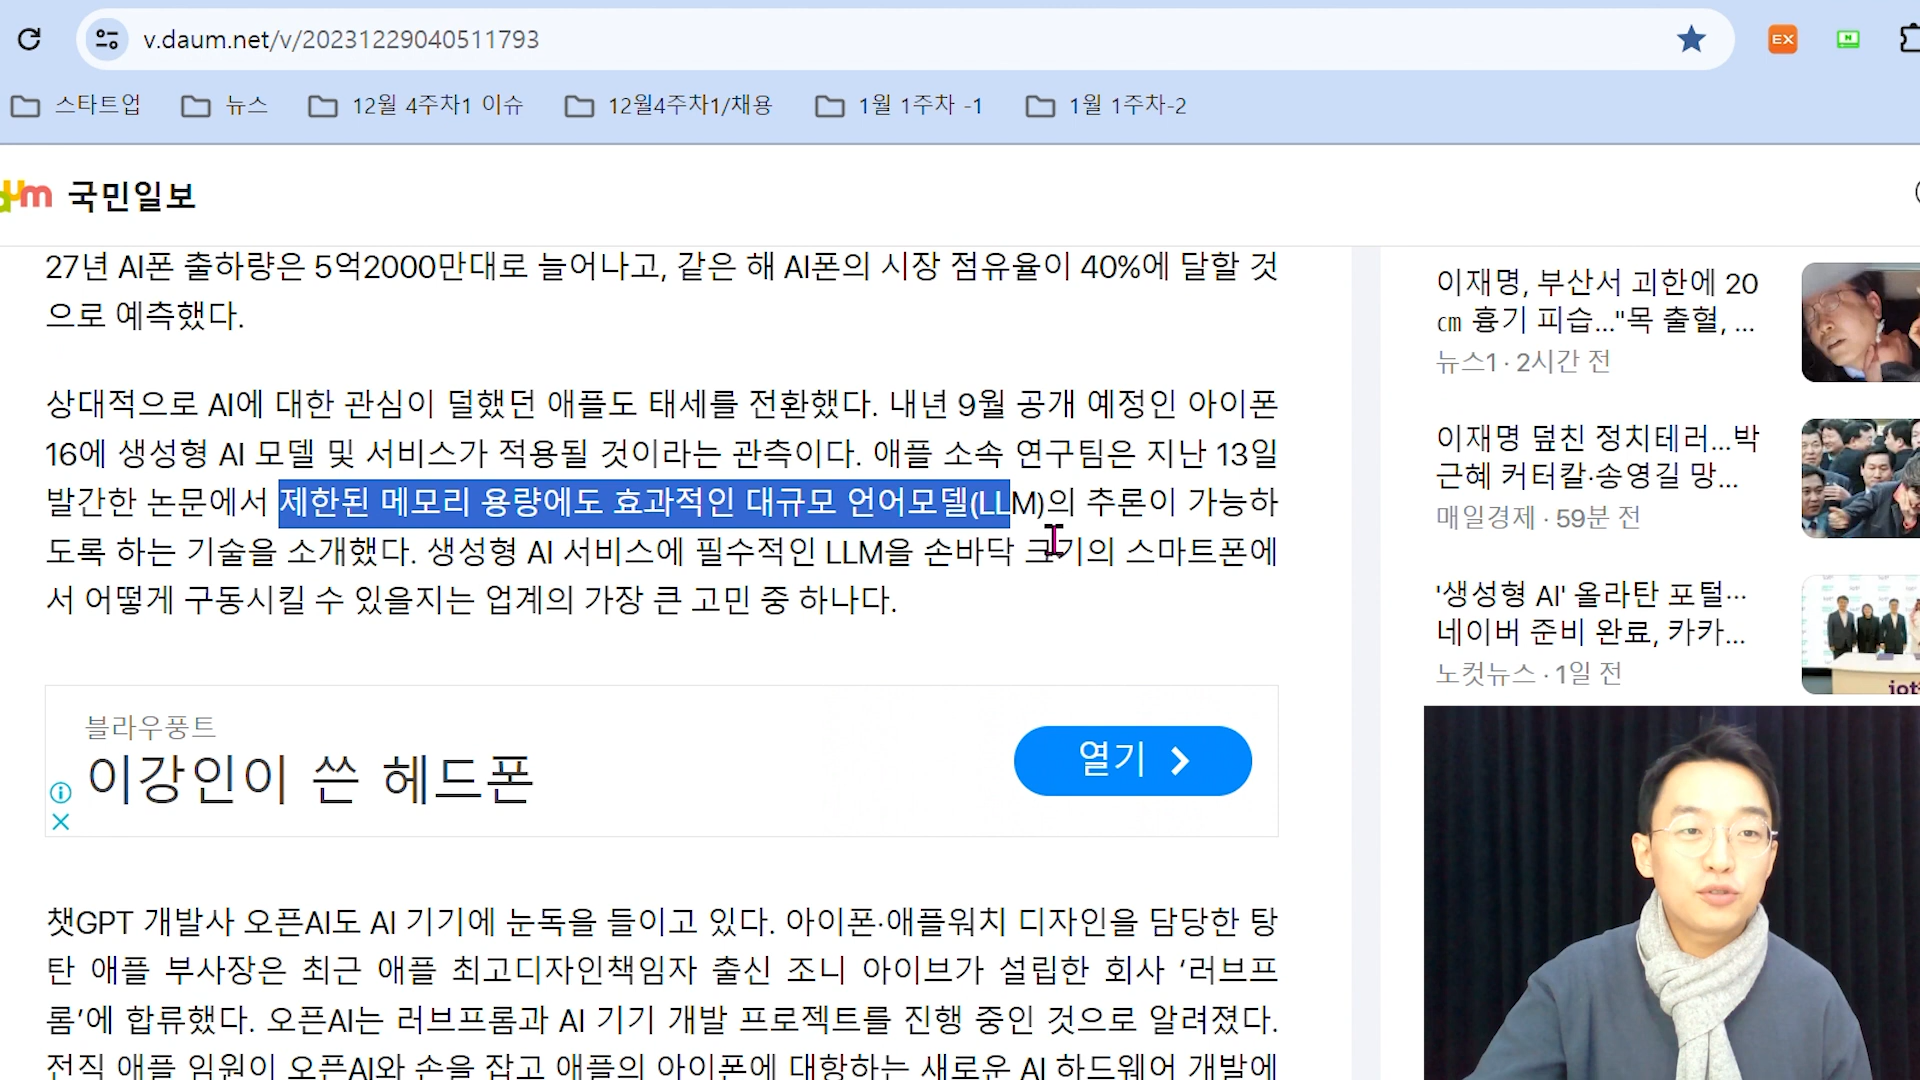 v.daum.net/v/20231229040511793
EX
N
스타트업
뉴스
12월 4주차1 이슈
12월4주차1/채용
1월 1주차 -1
1월 1주차-2
daum 국민일보
27년 AI폰 출하량은 5억2000만대로 늘어나고, 같은 해 AI폰의 시장 점유율이 40%에 달할 것
으로 예측했다.
상대적으로 AI에 대한 관심이 덜했던 애플도 태세를 전환했다. 내년 9월 공개 예정인 아이폰
16에 생성형 AI 모델 및 서비스가 적용될 것이라는 관측이다. 애플 소속 연구팀은 지난 13일
발간한 논문에서 제한된 메모리 용량에도 효과적인 대규모 언어모델(LLM)의 추론이 가능하
도록 하는 기술을 소개했다. 생성형 AI 서비스에 필수적인 LLM을 손바닥 크기의 스마트폰에
서 어떻게 구동시킬 수 있을지는 업계의 가장 큰 고민 중 하나다.
블라우풍트
이강인이 쓴 헤드폰
열기
챗GPT 개발사 오픈AI도 AI 기기에 눈독을 들이고 있다. 아이폰·애플워치 디자인을 담당한 탕
탄 애플 부사장은 최근 애플 최고디자인책임자 출신 조니 아이브가 설립한 회사 '러브프
롬'에 합류했다. 오픈AI는 러브프롬과 AI 기기 개발 프로젝트를 진행 중인 것으로 알려졌다.
전직 애플 임원이 오픈AI와 손을 잡고 애플의 아이폰에 대항하는 새로운 AI 하드웨어 개발에
이재명, 부산서 괴한에 20
㎝ 흉기 피습..."목 출혈, ...
뉴스1 · 2시간 전
이재명 덮친 정치테러...박
근혜 커터칼·송영길 망...
매일경제 · 59분 전
'생성형 AI' 올라탄 포털…
네이버 준비 완료, 카카...
노컷뉴스 · 1일 전
iot